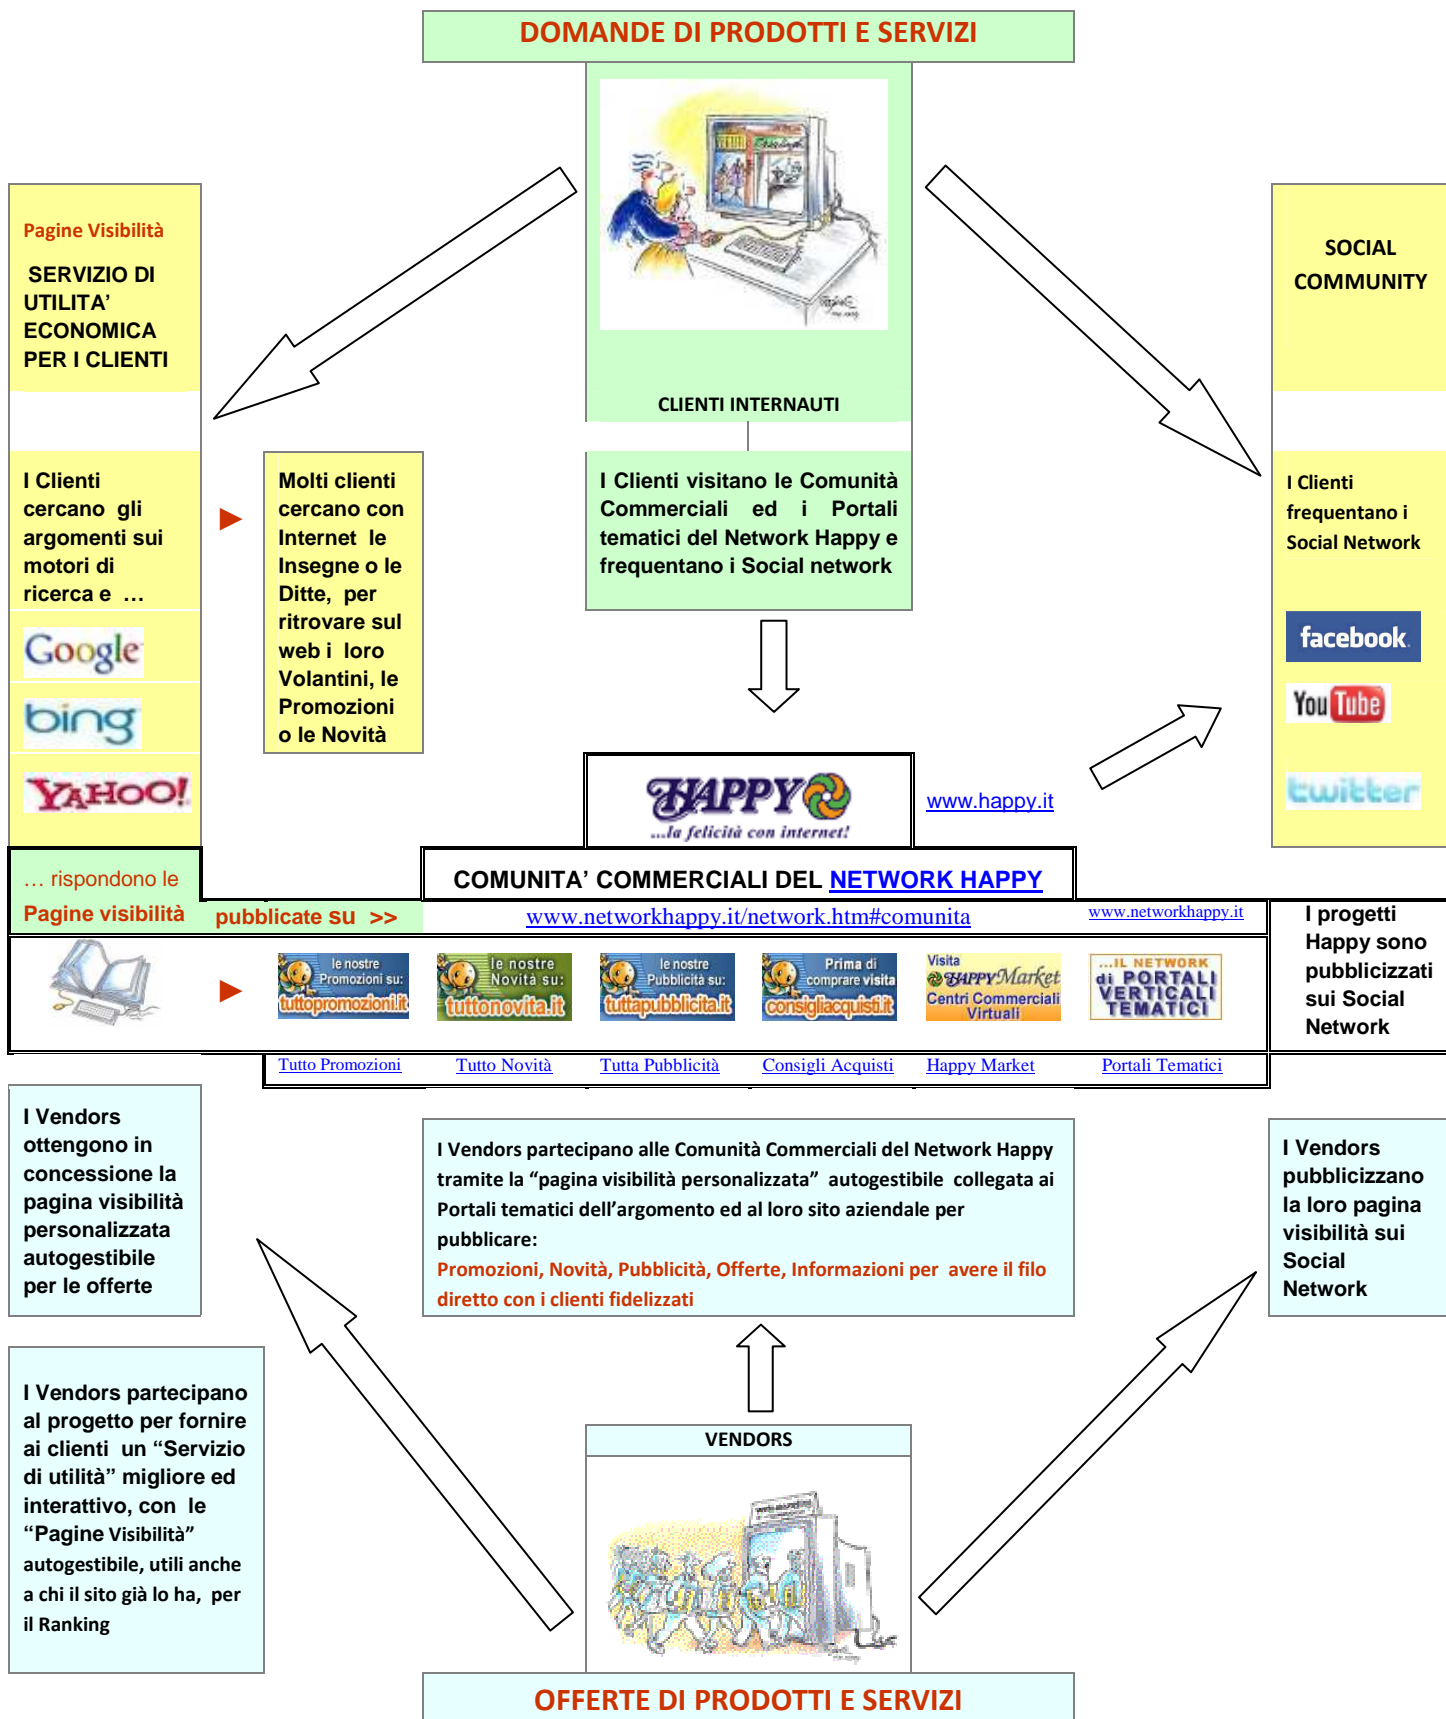 DOMANDE DI PRODOTTI E SERVIZI
Pagine Visibilità
SERVIZIO DI
UTILITA’
ECONOMICA
PER I CLIENTI
CLIENTI INTERNAUTI
SOCIAL
COMMUNITY
I Clienti
cercano gli
argomenti sui
motori di
ricerca e …
Google
bing
YAHOO!
►
Molti clienti
cercano con
Internet le
Insegne o le
Ditte, per
ritrovare sul
web i loro
Volantini, le
Promozioni
o le Novità
I Clienti visitano le Comunità
Commerciali ed i Portali
tematici del Network Happy e
frequentano i Social network
I Clienti
frequentano i
Social Network
facebook
YouTube
twitter
HAPPY
...la felicità con internet!
www.happy.it
… rispondono le
Pagine visibilità
pubblicate su >>
COMUNITA’ COMMERCIALI DEL NETWORK HAPPY
www.networkhappy.it/network.htm#comunita
www.networkhappy.it
I progetti
Happy sono
pubblicizzati
sui Social
Network
►
le nostre
Promozioni su:
tuttopromozioni.it
le nostre
Novità su:
tuttonovita.it
le nostre
Pubblicità su:
tuttapubblicita.it
Prima di
comprare visita
consigliacquisti.it
Visita
HAPPY Market
Centri Commerciali
Virtuali
...IL NETWORK
di PORTALI
VERTICALI
TEMATICI
Tutto Promozioni
Tutto Novità
Tutta Pubblicità
Consigli Acquisti
Happy Market
Portali Tematici
I Vendors
ottengono in
concessione la
pagina visibilità
personalizzata
autogestibile
per le offerte
I Vendors partecipano alle Comunità Commerciali del Network Happy
tramite la “pagina visibilità personalizzata” autogestibile collegata ai
Portali tematici dell’argomento ed al loro sito aziendale per
pubblicare:
Promozioni, Novità, Pubblicità, Offerte, Informazioni per avere il filo
diretto con i clienti fidelizzati
I Vendors
pubblicizzano
la loro pagina
visibilità sui
Social
Network
I Vendors partecipano
al progetto per fornire
ai clienti un “Servizio
di utilità” migliore ed
interattivo, con le
“Pagine Visibilità”
autogestibile, utili anche
a chi il sito già lo ha, per
il Ranking
VENDORS
OFFERTE DI PRODOTTI E SERVIZI